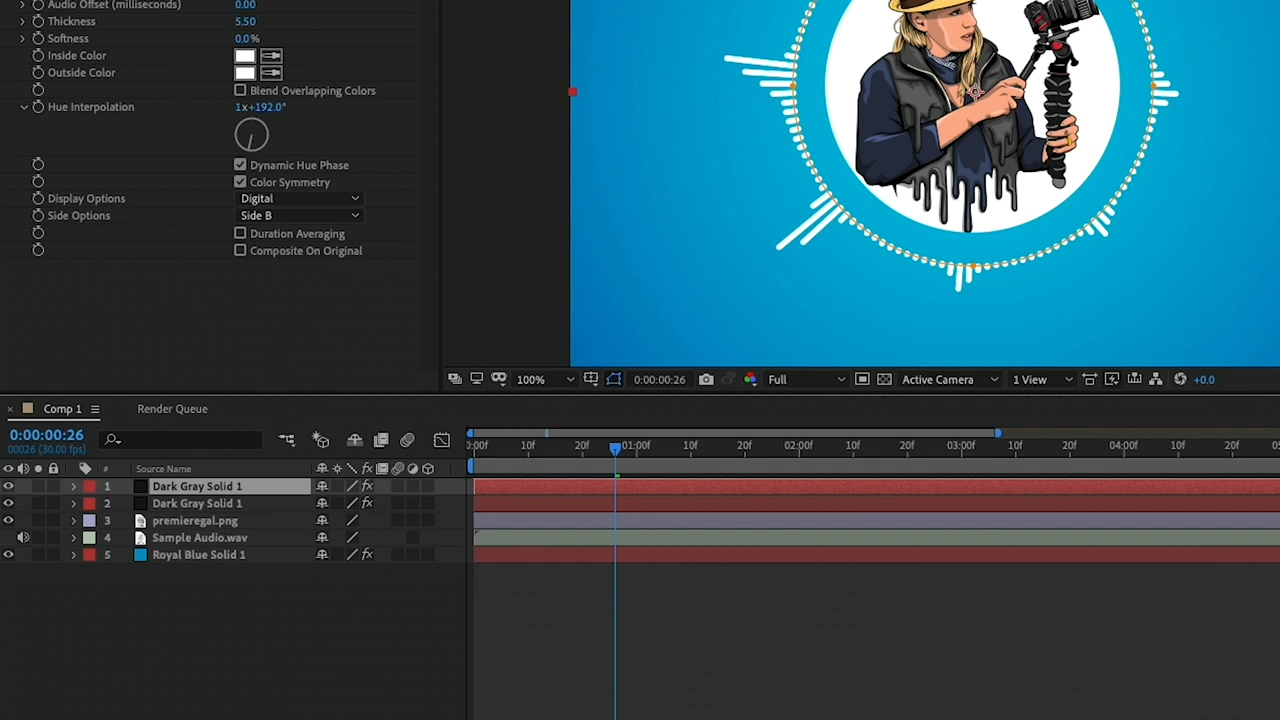 Audio Offset (milliseconds) 0.00
Thickness 5.50
Softness 0.0%
Inside Color
Outside Color
Blend Overlapping Colors
Hue Interpolation 1x+192.0°
Dynamic Hue Phase
Color Symmetry
Display Options Digital
Side Options Side B
Duration Averaging
Composite On Original
100% 0:00:00:26 Full Active Camera 1 View +0.0
Comp 1 Render Queue
0:00:00:26
00026 (30.00 fps)
0:00f 10f 20f 01:00f 10f 20f 02:00f 10f 20f 03:00f 10f 20f 04:00f 10f 20f 05
# Source Name fx
1 Dark Gray Solid 1 fx
2 Dark Gray Solid 1 fx
3 premieregal.png
4 Sample Audio.wav
5 Royal Blue Solid 1 fx